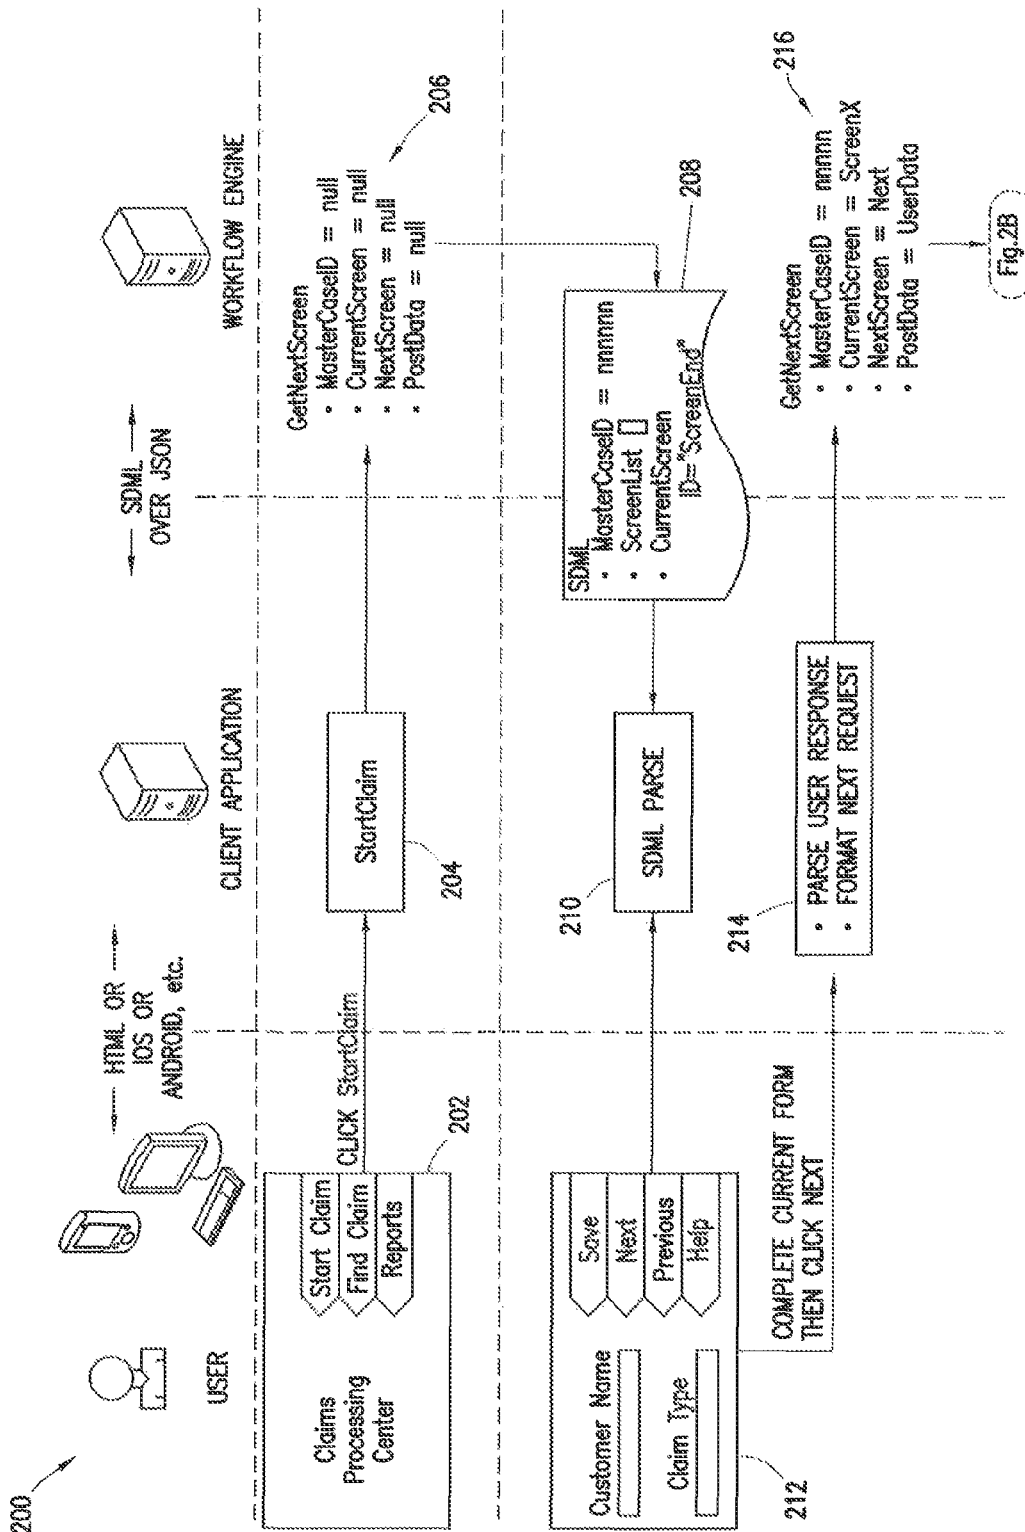 200
USER
HTML OR
IOS OR
ANDROID, etc.
CLIENT APPLICATION
SDML
OVER JSON
WORKFLOW ENGINE
Claims
Processing
Center
Start Claim
Find Claim
Reports
202
CLICK StartClaim
StartClaim
204
GetNextScreen
• MasterCaseID = null
• CurrentScreen = null
• NextScreen = null
• PostData = null
206
Customer Name
Claim Type
Save
Next
Previous
Help
212
SDML PARSE
210
SDML
• MasterCaseID = nnnnnn
• ScreenList []
• CurrentScreen
ID="ScreenEnd"
208
COMPLETE CURRENT FORM
THEN CLICK NEXT
214
• PARSE USER RESPONSE
• FORMAT NEXT REQUEST
GetNextScreen
• MasterCaseID = nnnnn
• CurrentScreen = ScreenX
• NextScreen = Next
• PostData = UserData
216
Fig.2B